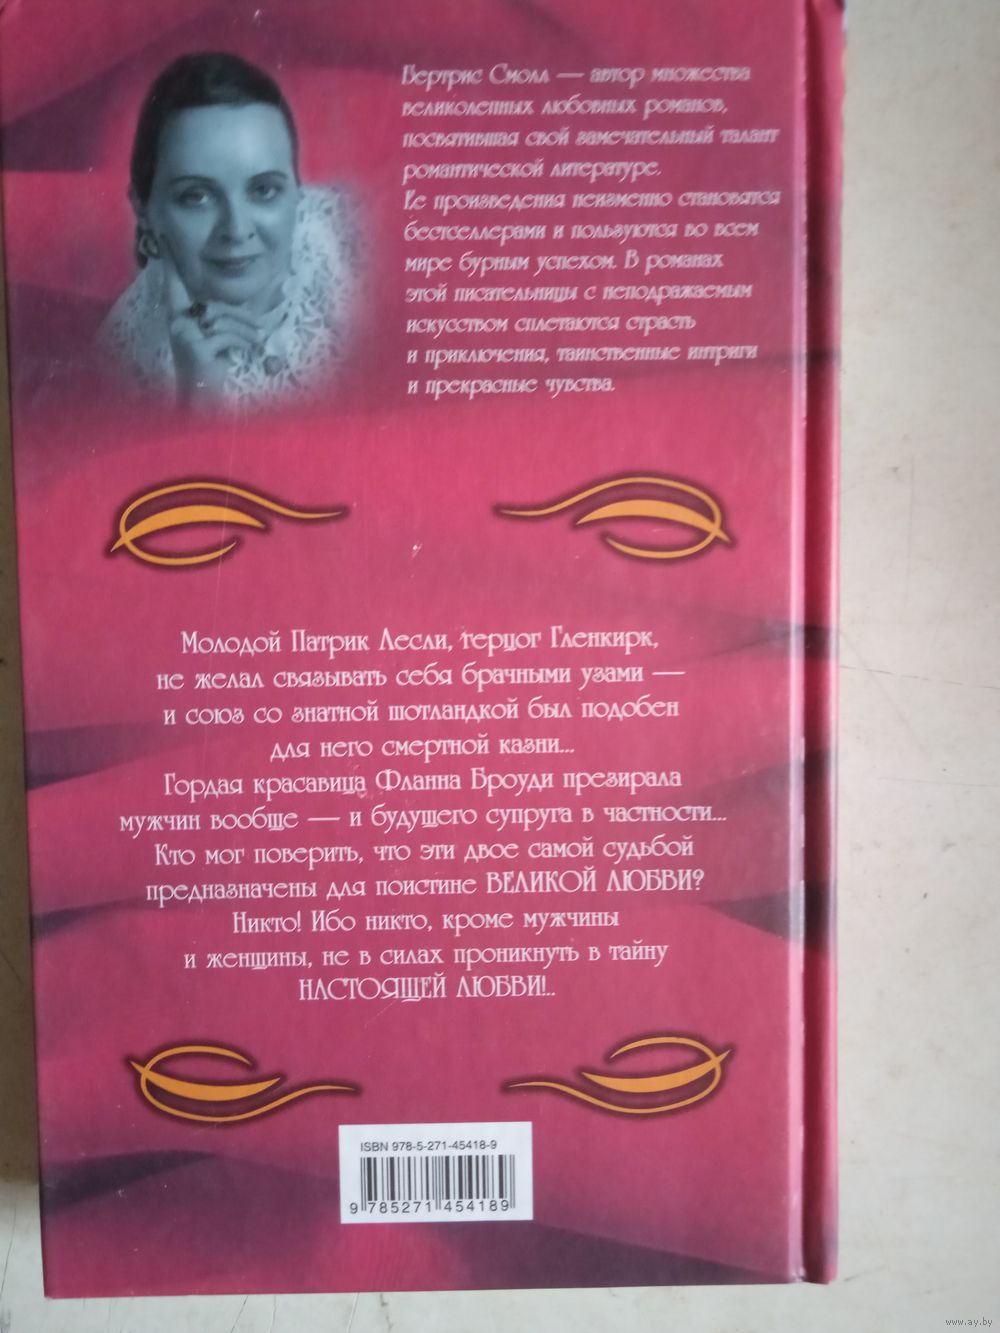 Бертрис Смолл — автор множества
великолепных любовных романов,
посвятившая свой замечательный талант
романтической литературе.
Ее произведения неизменно становятся
бестселлерами и пользуются во всем
мире бурным успехом. В романах
этой писательницы с неподражаемым
искусством сплетаются страсть
и приключения, таинственные интриги
и прекрасные чувства.
Молодой Патрик Лесли, герцог Гленкирк,
не желал связывать себя брачными узами —
и союз со знатной шотландкой был подобен
для него смертной казни...
Гордая красавица Фланна Броуди презирала
мужчин вообще — и будущего супруга в частности...
Кто мог поверить, что эти двое самой судьбой
предназначены для поистине ВЕЛИКОЙ ЛЮБВИ?
Никто! Ибо никто, кроме мужчины
и женщины, не в силах проникнуть в тайну
НАСТОЯЩЕЙ ЛЮБВИ!..
ISBN 978-5-271-45418-9
9 785271 454189
www.ay.by